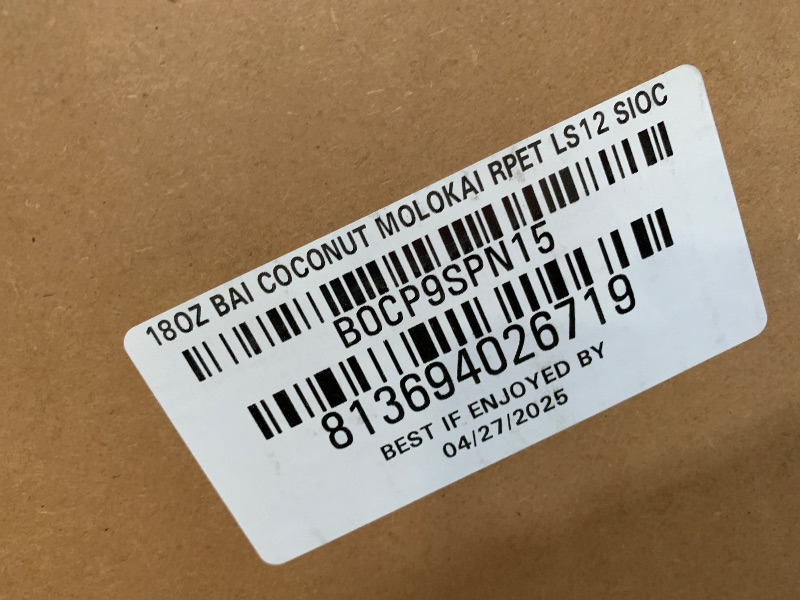 18OZ BAI COCONUT MOLOKAI RPET LS12 SIOC
B0CP9SPN15
813694026719
BEST IF ENJOYED BY
04/27/2025